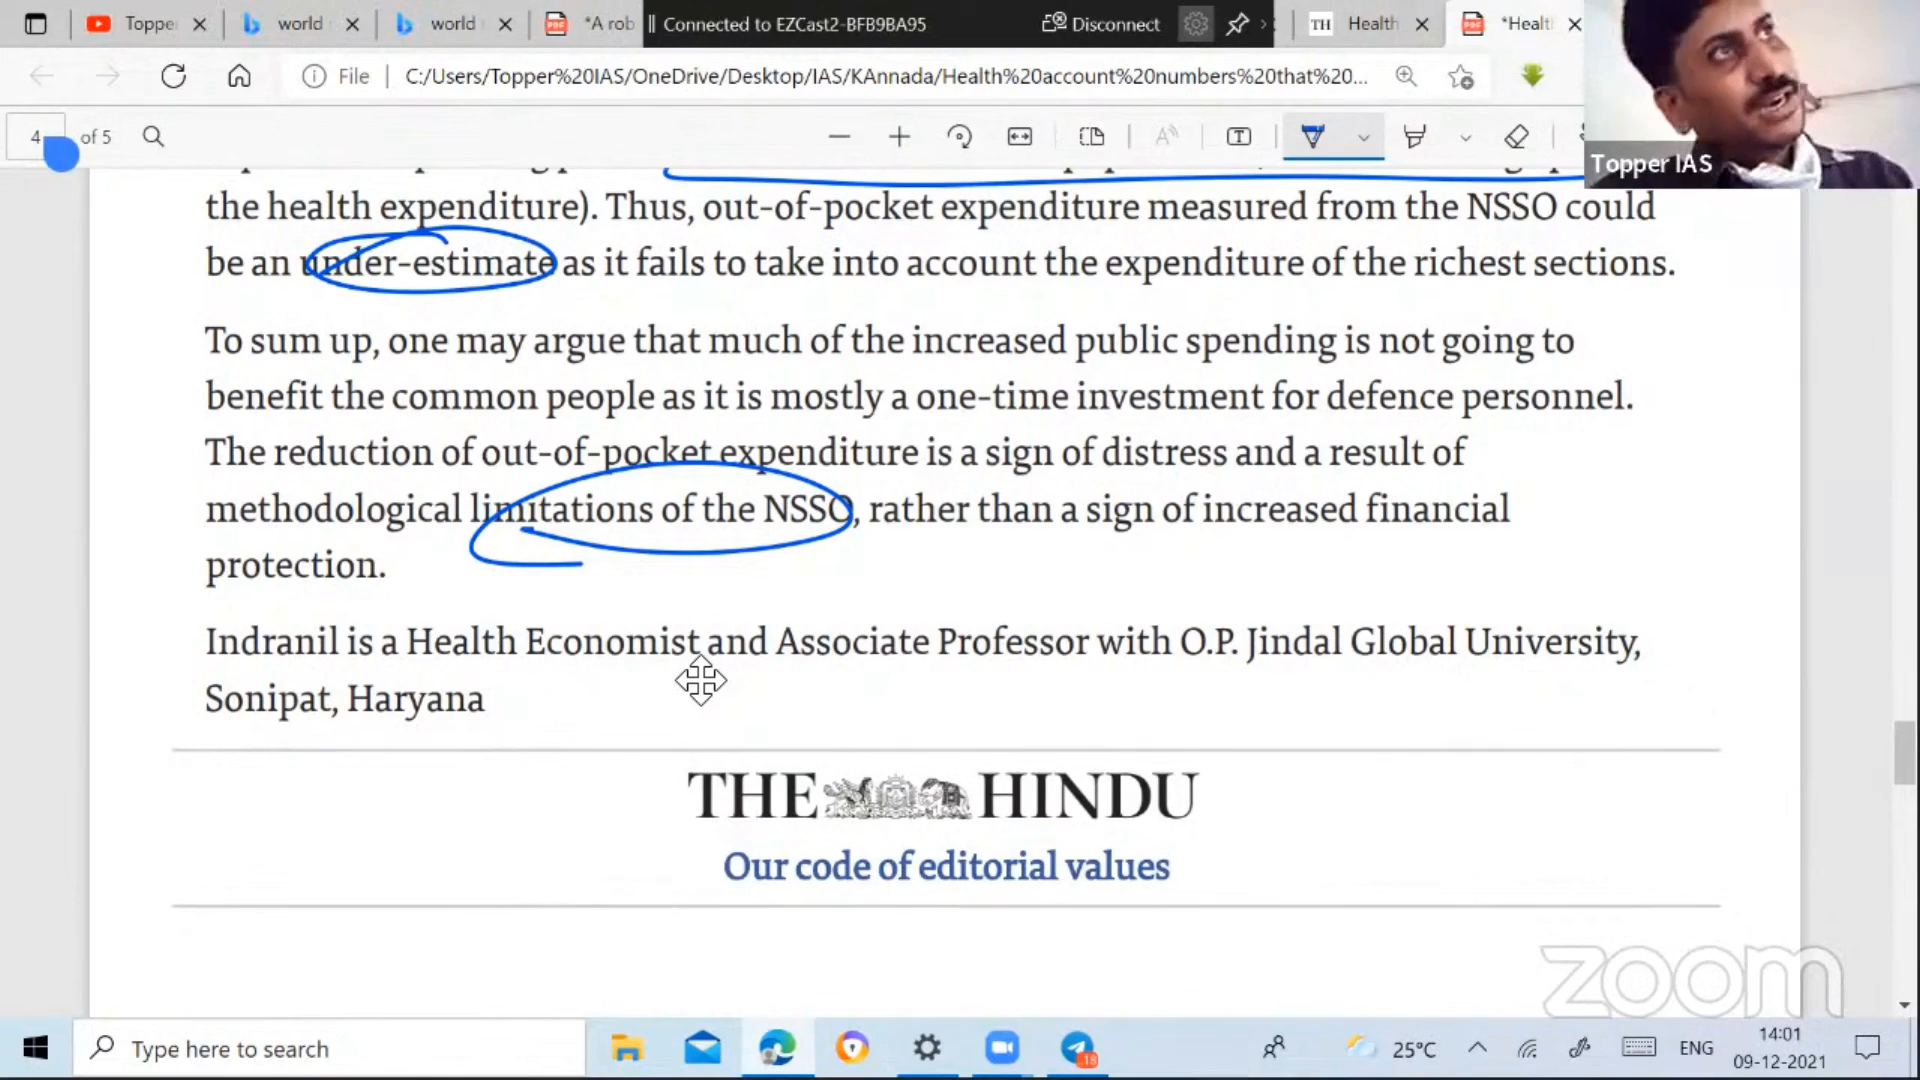 Topper
world
world
*A rob
Connected to EZCast2-BFB9BA95
Disconnect
TH
Health
*Healt
File
C:/Users/Topper%20IAS/OneDrive/Desktop/IAS/KAnnada/Health%20account%20numbers%20that%20...
4
of 5
Topper IAS
the health expenditure). Thus, out-of-pocket expenditure measured from the NSSO could
be an under-estimate as it fails to take into account the expenditure of the richest sections.
To sum up, one may argue that much of the increased public spending is not going to
benefit the common people as it is mostly a one-time investment for defence personnel.
The reduction of out-of-pocket expenditure is a sign of distress and a result of
methodological limitations of the NSSO, rather than a sign of increased financial
protection.
Indranil is a Health Economist and Associate Professor with O.P. Jindal Global University,
Sonipat, Haryana
THE HINDU
Our code of editorial values
zoom
Type here to search
18
25°C
ENG
14:01
09-12-2021